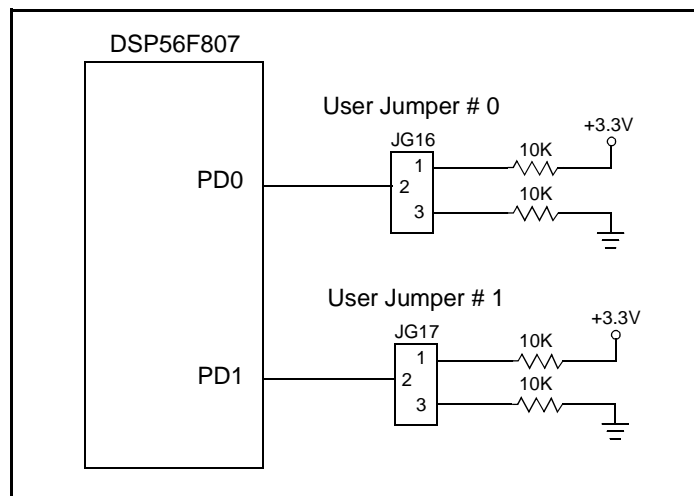 DSP56F807
User Jumper # 0
+3.3V
JG16
10K
1
PD0
2
10K
3
User Jumper # 1
+3.3V
JG17
10K
1
PD1
2
10K
3